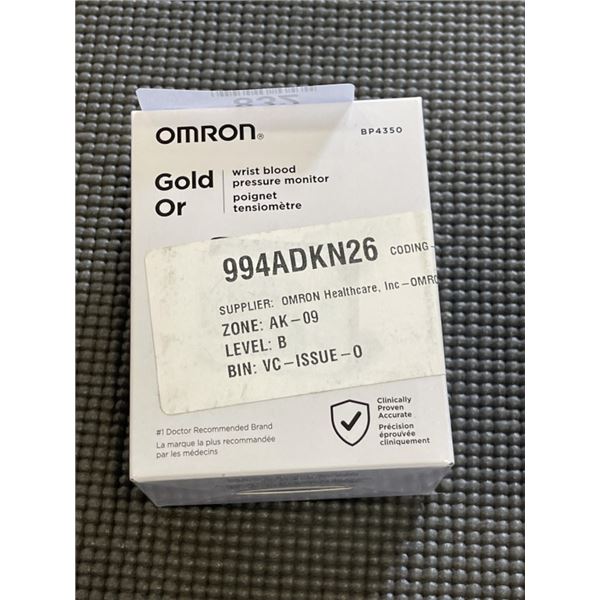 832
OMRON®
BP4350
Gold
Or
wrist blood
pressure monitor
poignet
tensiomètre
994ADKN26 CODING-
SUPPLIER: OMRON Healthcare, Inc-OMRO
ZONE: AK-09
LEVEL: B
BIN: VC-ISSUE-O
#1 Doctor Recommended Brand
La marque la plus recommandée
par les médecins
Clinically
Proven
Accurate
Précision
éprouvée
cliniquement